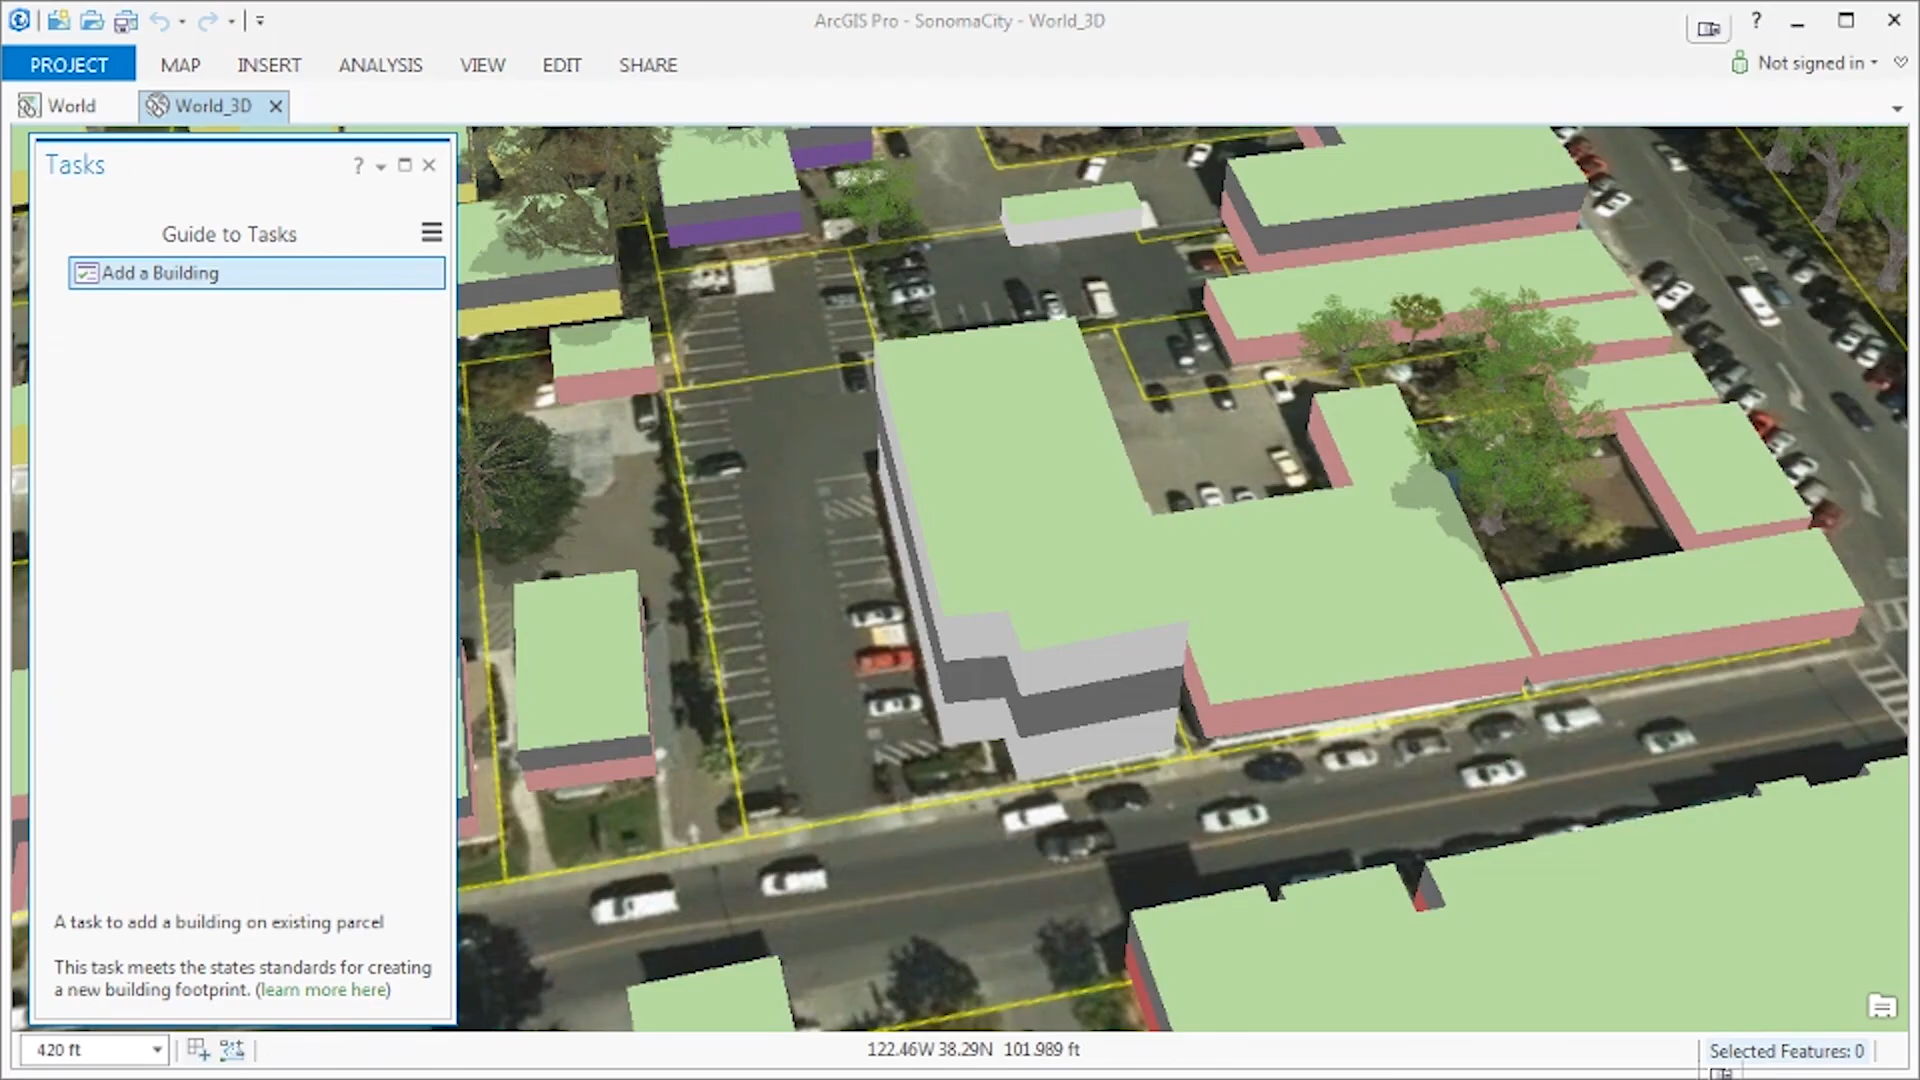 ArcGIS Pro - SonomaCity - World_3D
?
PROJECT MAP INSERT ANALYSIS VIEW EDIT SHARE
Not signed in
World
World_3D
Tasks
?
Guide to Tasks
Add a Building
A task to add a building on existing parcel
This task meets the states standards for creating
a new building footprint. (learn more here)
420 ft
122.46W 38.29N 101.989 ft
Selected Features: 0